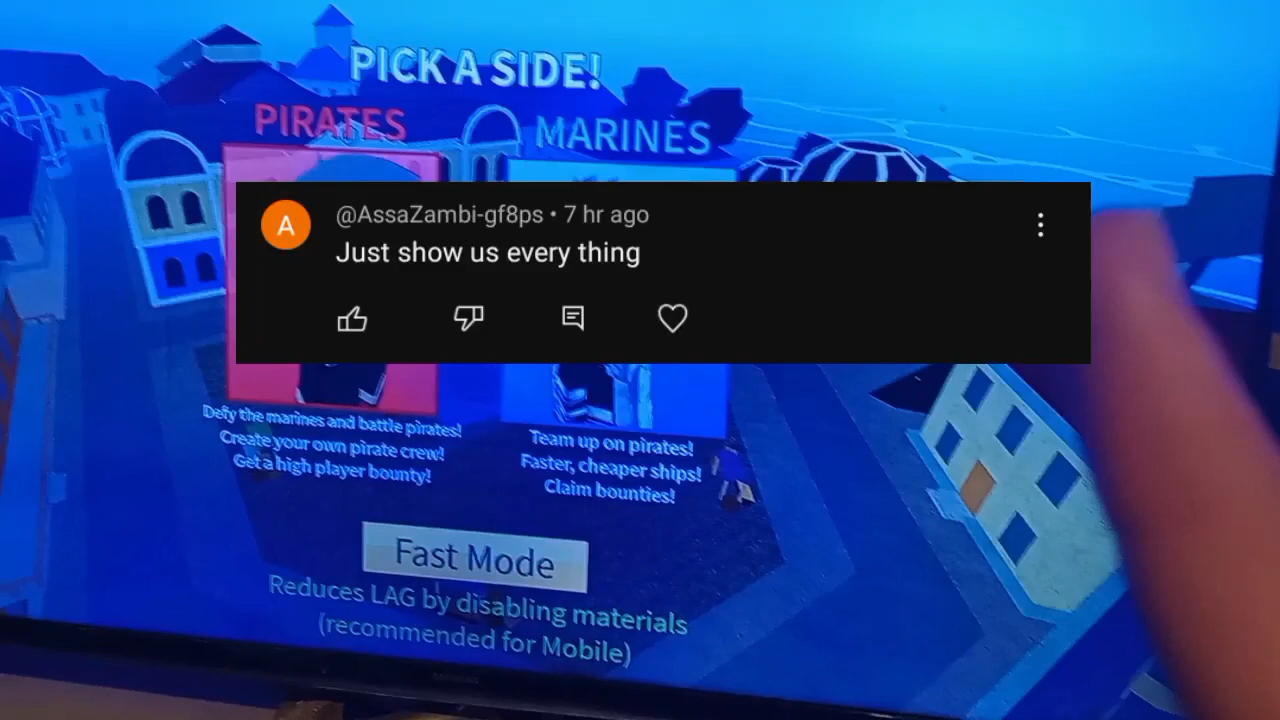 PICK A SIDE!
PIRATES
MARINES
A
@AssaZambi-gf8ps • 7 hr ago
Just show us every thing
Defy the marines and battle pirates!
Create your own pirate crew!
Get a high player bounty!
Team up on pirates!
Faster, cheaper ships!
Claim bounties!
Fast Mode
Reduces LAG by disabling materials
(recommended for Mobile)